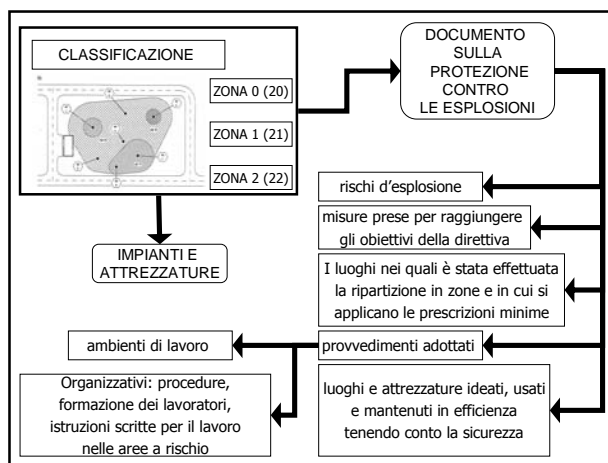 CLASSIFICAZIONE
ZONA 0 (20)
ZONA 1 (21)
ZONA 2 (22)
DOCUMENTO
SULLA
PROTEZIONE
CONTRO
LE ESPLOSIONI
IMPIANTI E
ATTREZZATURE
rischi d'esplosione
misure prese per raggiungere
gli obiettivi della direttiva
I luoghi nei quali è stata effettuata
la ripartizione in zone e in cui si
applicano le prescrizioni minime
provvedimenti adottati
ambienti di lavoro
Organizzativi: procedure,
formazione dei lavoratori,
istruzioni scritte per il lavoro
nelle aree a rischio
luoghi e attrezzature ideati, usati
e mantenuti in efficienza
tenendo conto la sicurezza